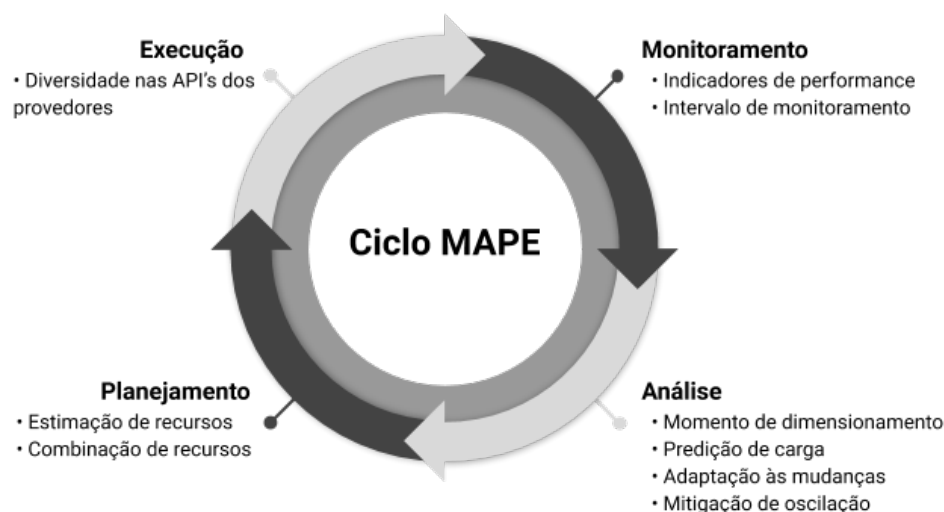 Execução
• Diversidade nas API's dos
provedores
Monitoramento
• Indicadores de performance
• Intervalo de monitoramento
Ciclo MAPE
Planejamento
• Estimação de recursos
• Combinação de recursos
Análise
• Momento de dimensionamento
• Predição de carga
• Adaptação às mudanças
• Mitigação de oscilação